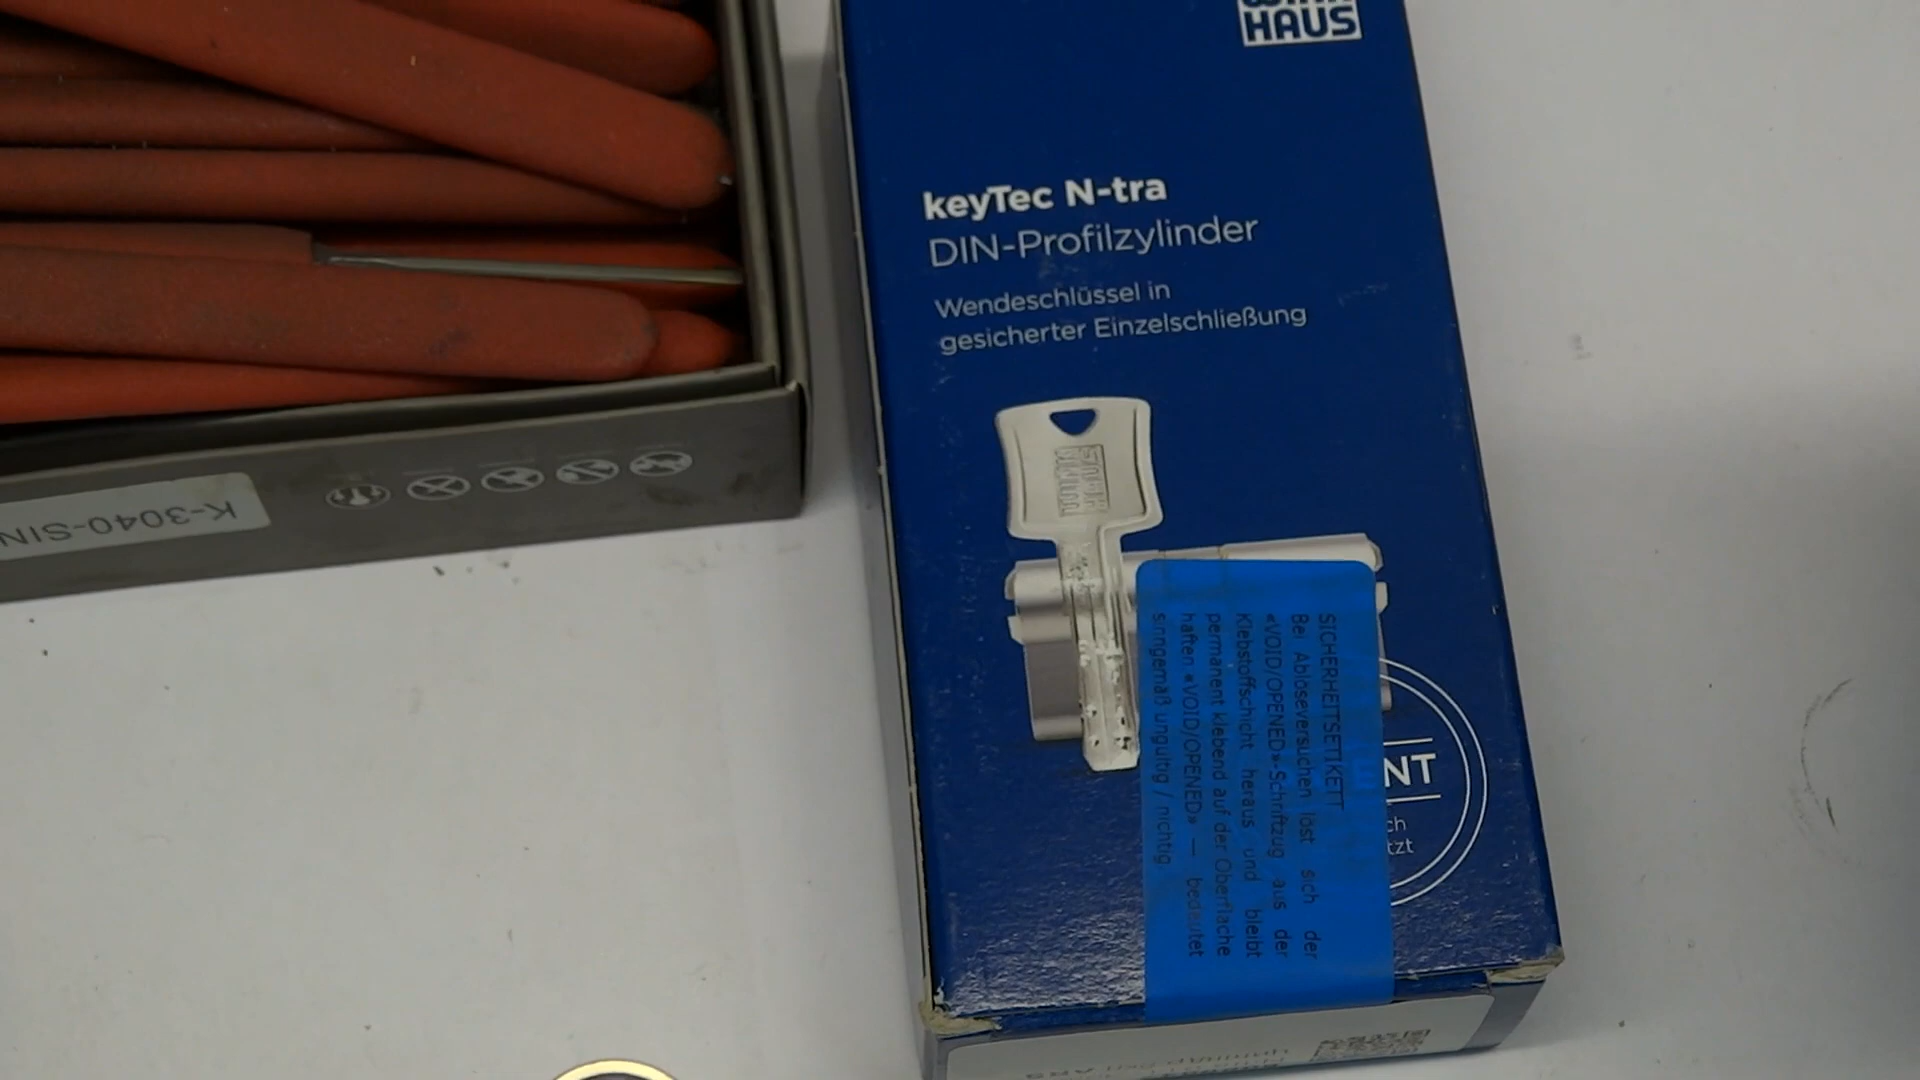 HAUS
keyTec N-tra
DIN-Profilzylinder
Wendeschlüssel in
gesicherter Einzelschließung
K-3040-SIN
SICHERHEITSETIKETT
Bei Ablöseversuchen löst sich der
«VOID/OPENED»-Schriftzug aus der
Klebstoffschicht heraus und bleibt
permanent klebend auf der Oberfläche
haften «VOID/OPENED» — bedeutet
sinngemäß ungültig / nichtig
NT
ch
tzt